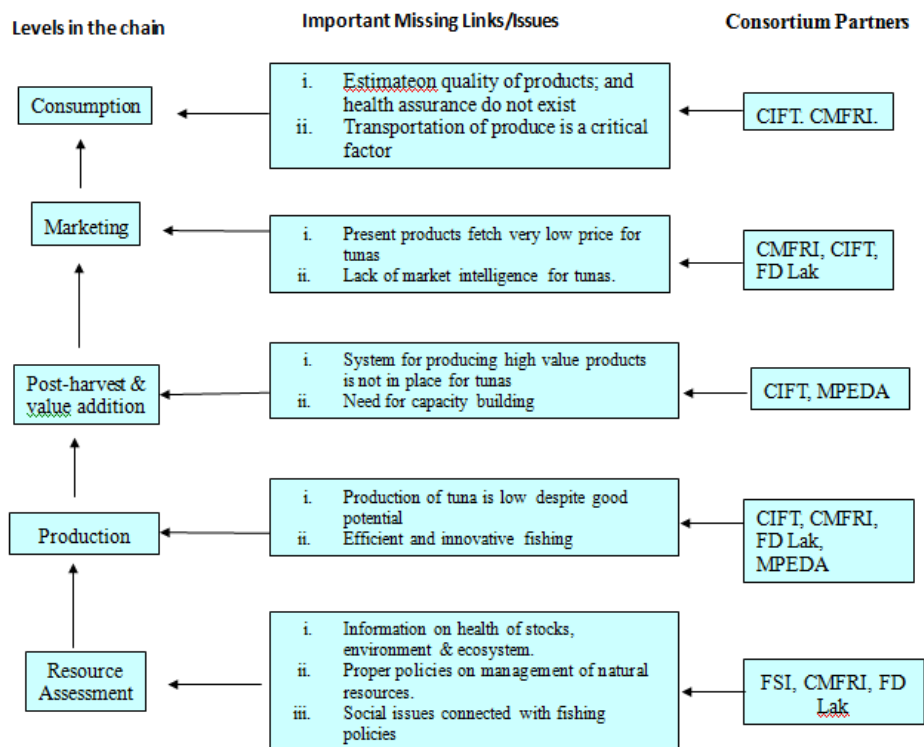 Levels in the chain
Important Missing Links/Issues
Consortium Partners
Consumption
i. Estimateon quality of products; and
health assurance do not exist
ii. Transportation of produce is a critical
factor
CIFT. CMFRI.
Marketing
i. Present products fetch very low price for
tunas
ii. Lack of market intelligence for tunas.
CMFRI, CIFT,
FD Lak
Post-harvest &
value addition
i. System for producing high value products
is not in place for tunas
ii. Need for capacity building
CIFT, MPEDA
Production
i. Production of tuna is low despite good
potential
ii. Efficient and innovative fishing
CIFT, CMFRI,
FD Lak,
MPEDA
Resource
Assessment
i. Information on health of stocks,
environment & ecosystem.
ii. Proper policies on management of natural
resources.
iii. Social issues connected with fishing
policies
FSI, CMFRI, FD
Lak